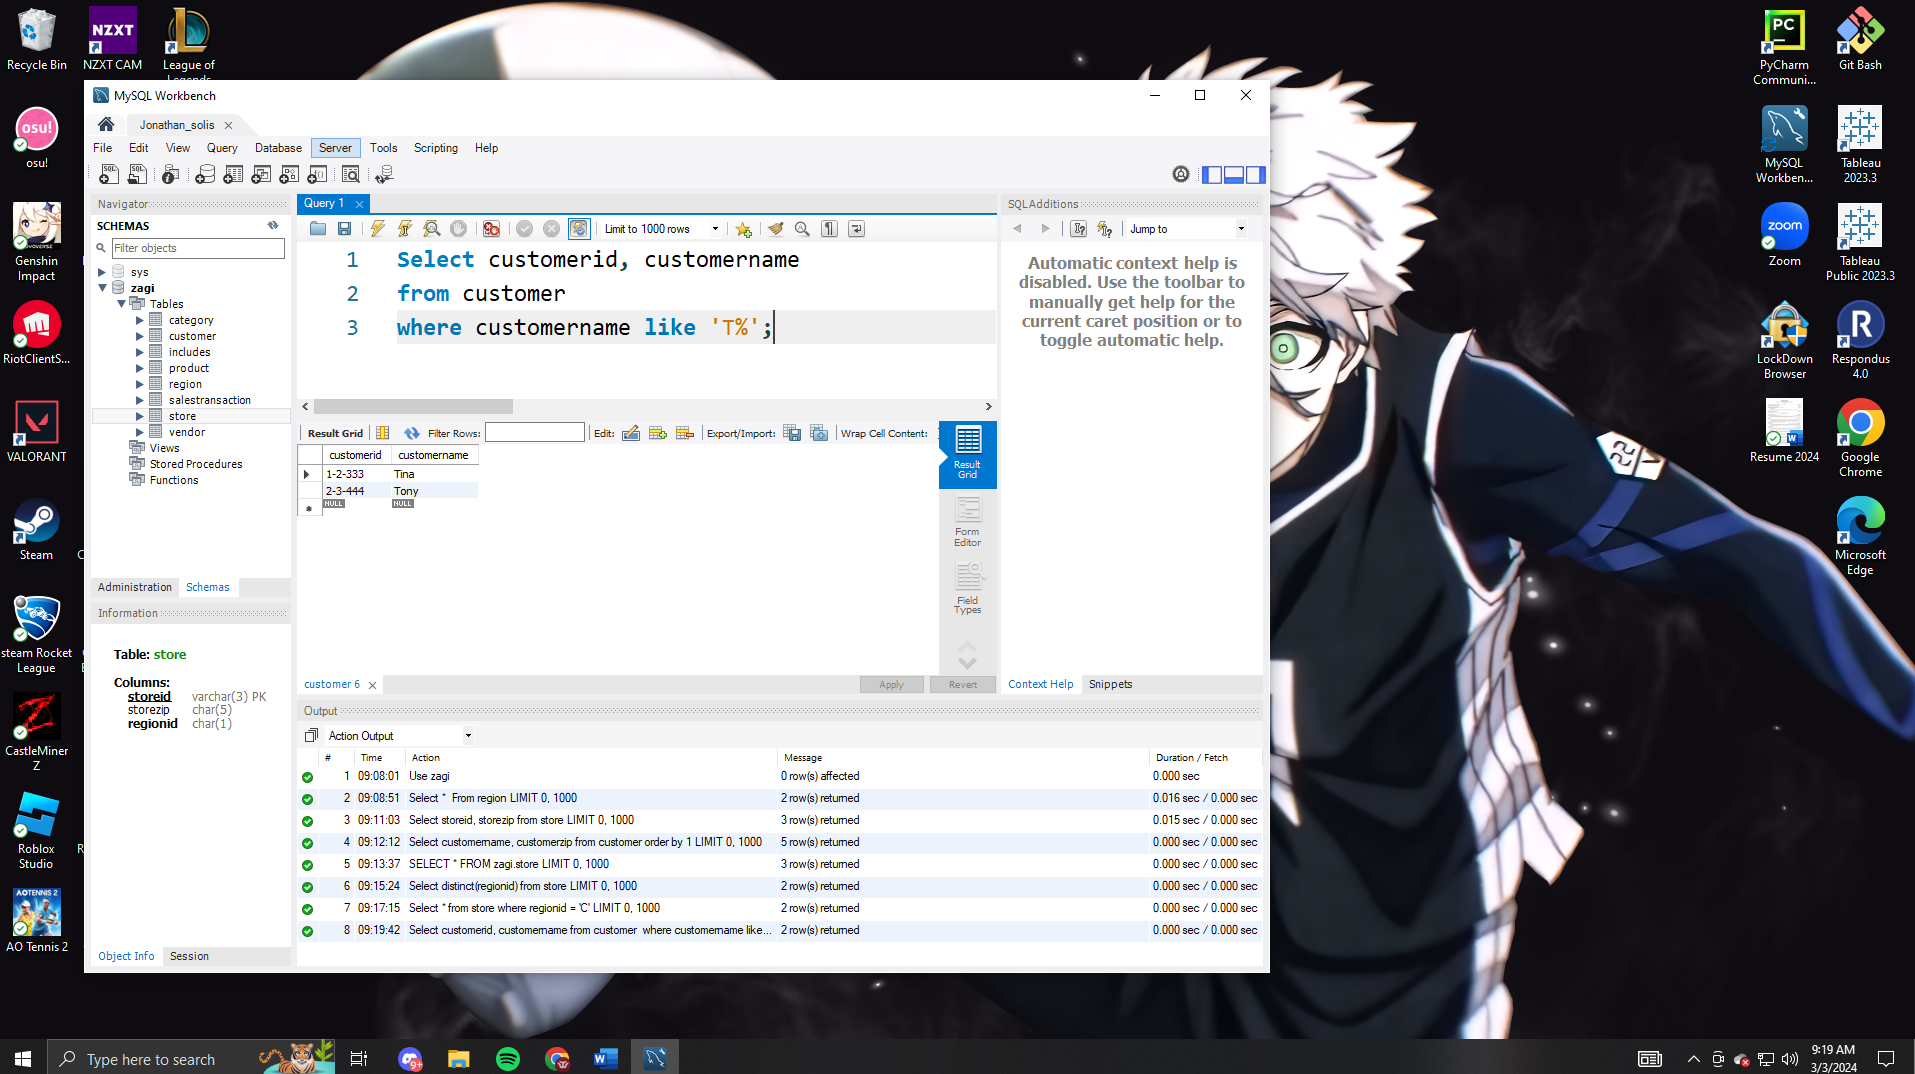 Recycle Bin
NZXT
NZXT CAM
League of
Legends
osu!
osu!
Genshin
Impact
RiotClientS...
VALORANT
Steam
steam Rocket
League
CastleMiner
Z
Roblox
Studio
AO TENNIS 2
AO Tennis 2
MySQL Workbench
Jonathan_solis
File Edit View Query Database Server Tools Scripting Help
Navigator
SCHEMAS
Filter objects
sys
zagi
Tables
category
customer
includes
product
region
salestransaction
store
vendor
Views
Stored Procedures
Functions
Administration Schemas
Information
Table: store
Columns:
storeid varchar(3) PK
storezip char(5)
regionid char(1)
Object Info Session
Query 1
Limit to 1000 rows
1 Select customerid, customername
2 from customer
3 where customername like 'T%';
Result Grid Filter Rows: Edit: Export/Import: Wrap Cell Content:
customerid customername
1-2-333 Tina
2-3-444 Tony
NULL NULL
Result
Grid
Form
Editor
Field
Types
customer 6
Apply Revert
SQLAdditions
Jump to
Automatic context help is
disabled. Use the toolbar to
manually get help for the
current caret position or to
toggle automatic help.
Context Help Snippets
Output
Action Output
# Time Action Message Duration / Fetch
1 09:08:01 Use zagi 0 row(s) affected 0.000 sec
2 09:08:51 Select * From region LIMIT 0, 1000 2 row(s) returned 0.016 sec / 0.000 sec
3 09:11:03 Select storeid, storezip from store LIMIT 0, 1000 3 row(s) returned 0.015 sec / 0.000 sec
4 09:12:12 Select customername, customerzip from customer order by 1 LIMIT 0, 1000 5 row(s) returned 0.000 sec / 0.000 sec
5 09:13:37 SELECT * FROM zagi.store LIMIT 0, 1000 3 row(s) returned 0.000 sec / 0.000 sec
6 09:15:24 Select distinct(regionid) from store LIMIT 0, 1000 2 row(s) returned 0.000 sec / 0.000 sec
7 09:17:15 Select * from store where regionid = 'C' LIMIT 0, 1000 2 row(s) returned 0.000 sec / 0.000 sec
8 09:19:42 Select customerid, customername from customer where customername like... 2 row(s) returned 0.000 sec / 0.000 sec
PC
PyCharm
Communi...
Git Bash
MySQL
Workben...
Tableau
2023.3
zoom
Zoom
Tableau
Public 2023.3
LockDown
Browser
R
Respondus
4.0
Resume 2024
Google
Chrome
Microsoft
Edge
Type here to search
9+
9:19 AM
3/3/2024